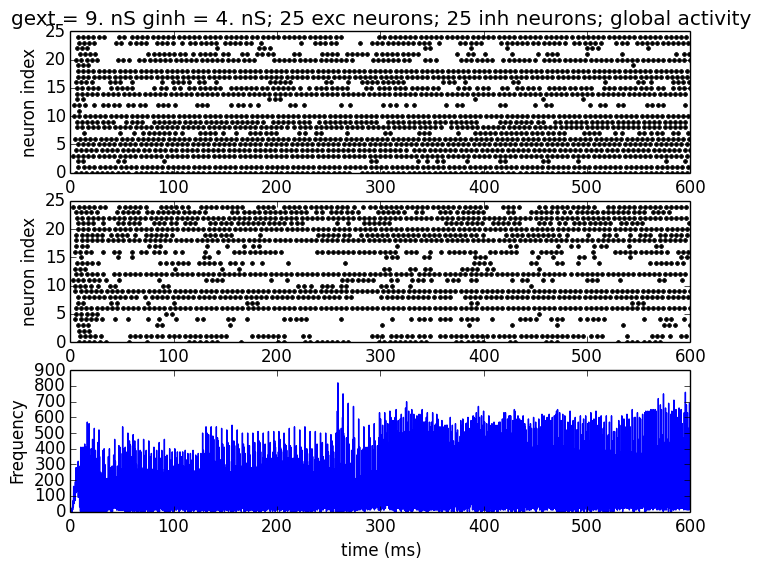 gext = 9. nS ginh = 4. nS; 25 exc neurons; 25 inh neurons; global activity
25
20
15
10
5
0
neuron index
0 100 200 300 400 500 600
25
20
15
10
5
0
neuron index
0 100 200 300 400 500 600
900
800
700
600
500
400
300
200
100
0
Frequency
0 100 200 300 400 500 600
time (ms)